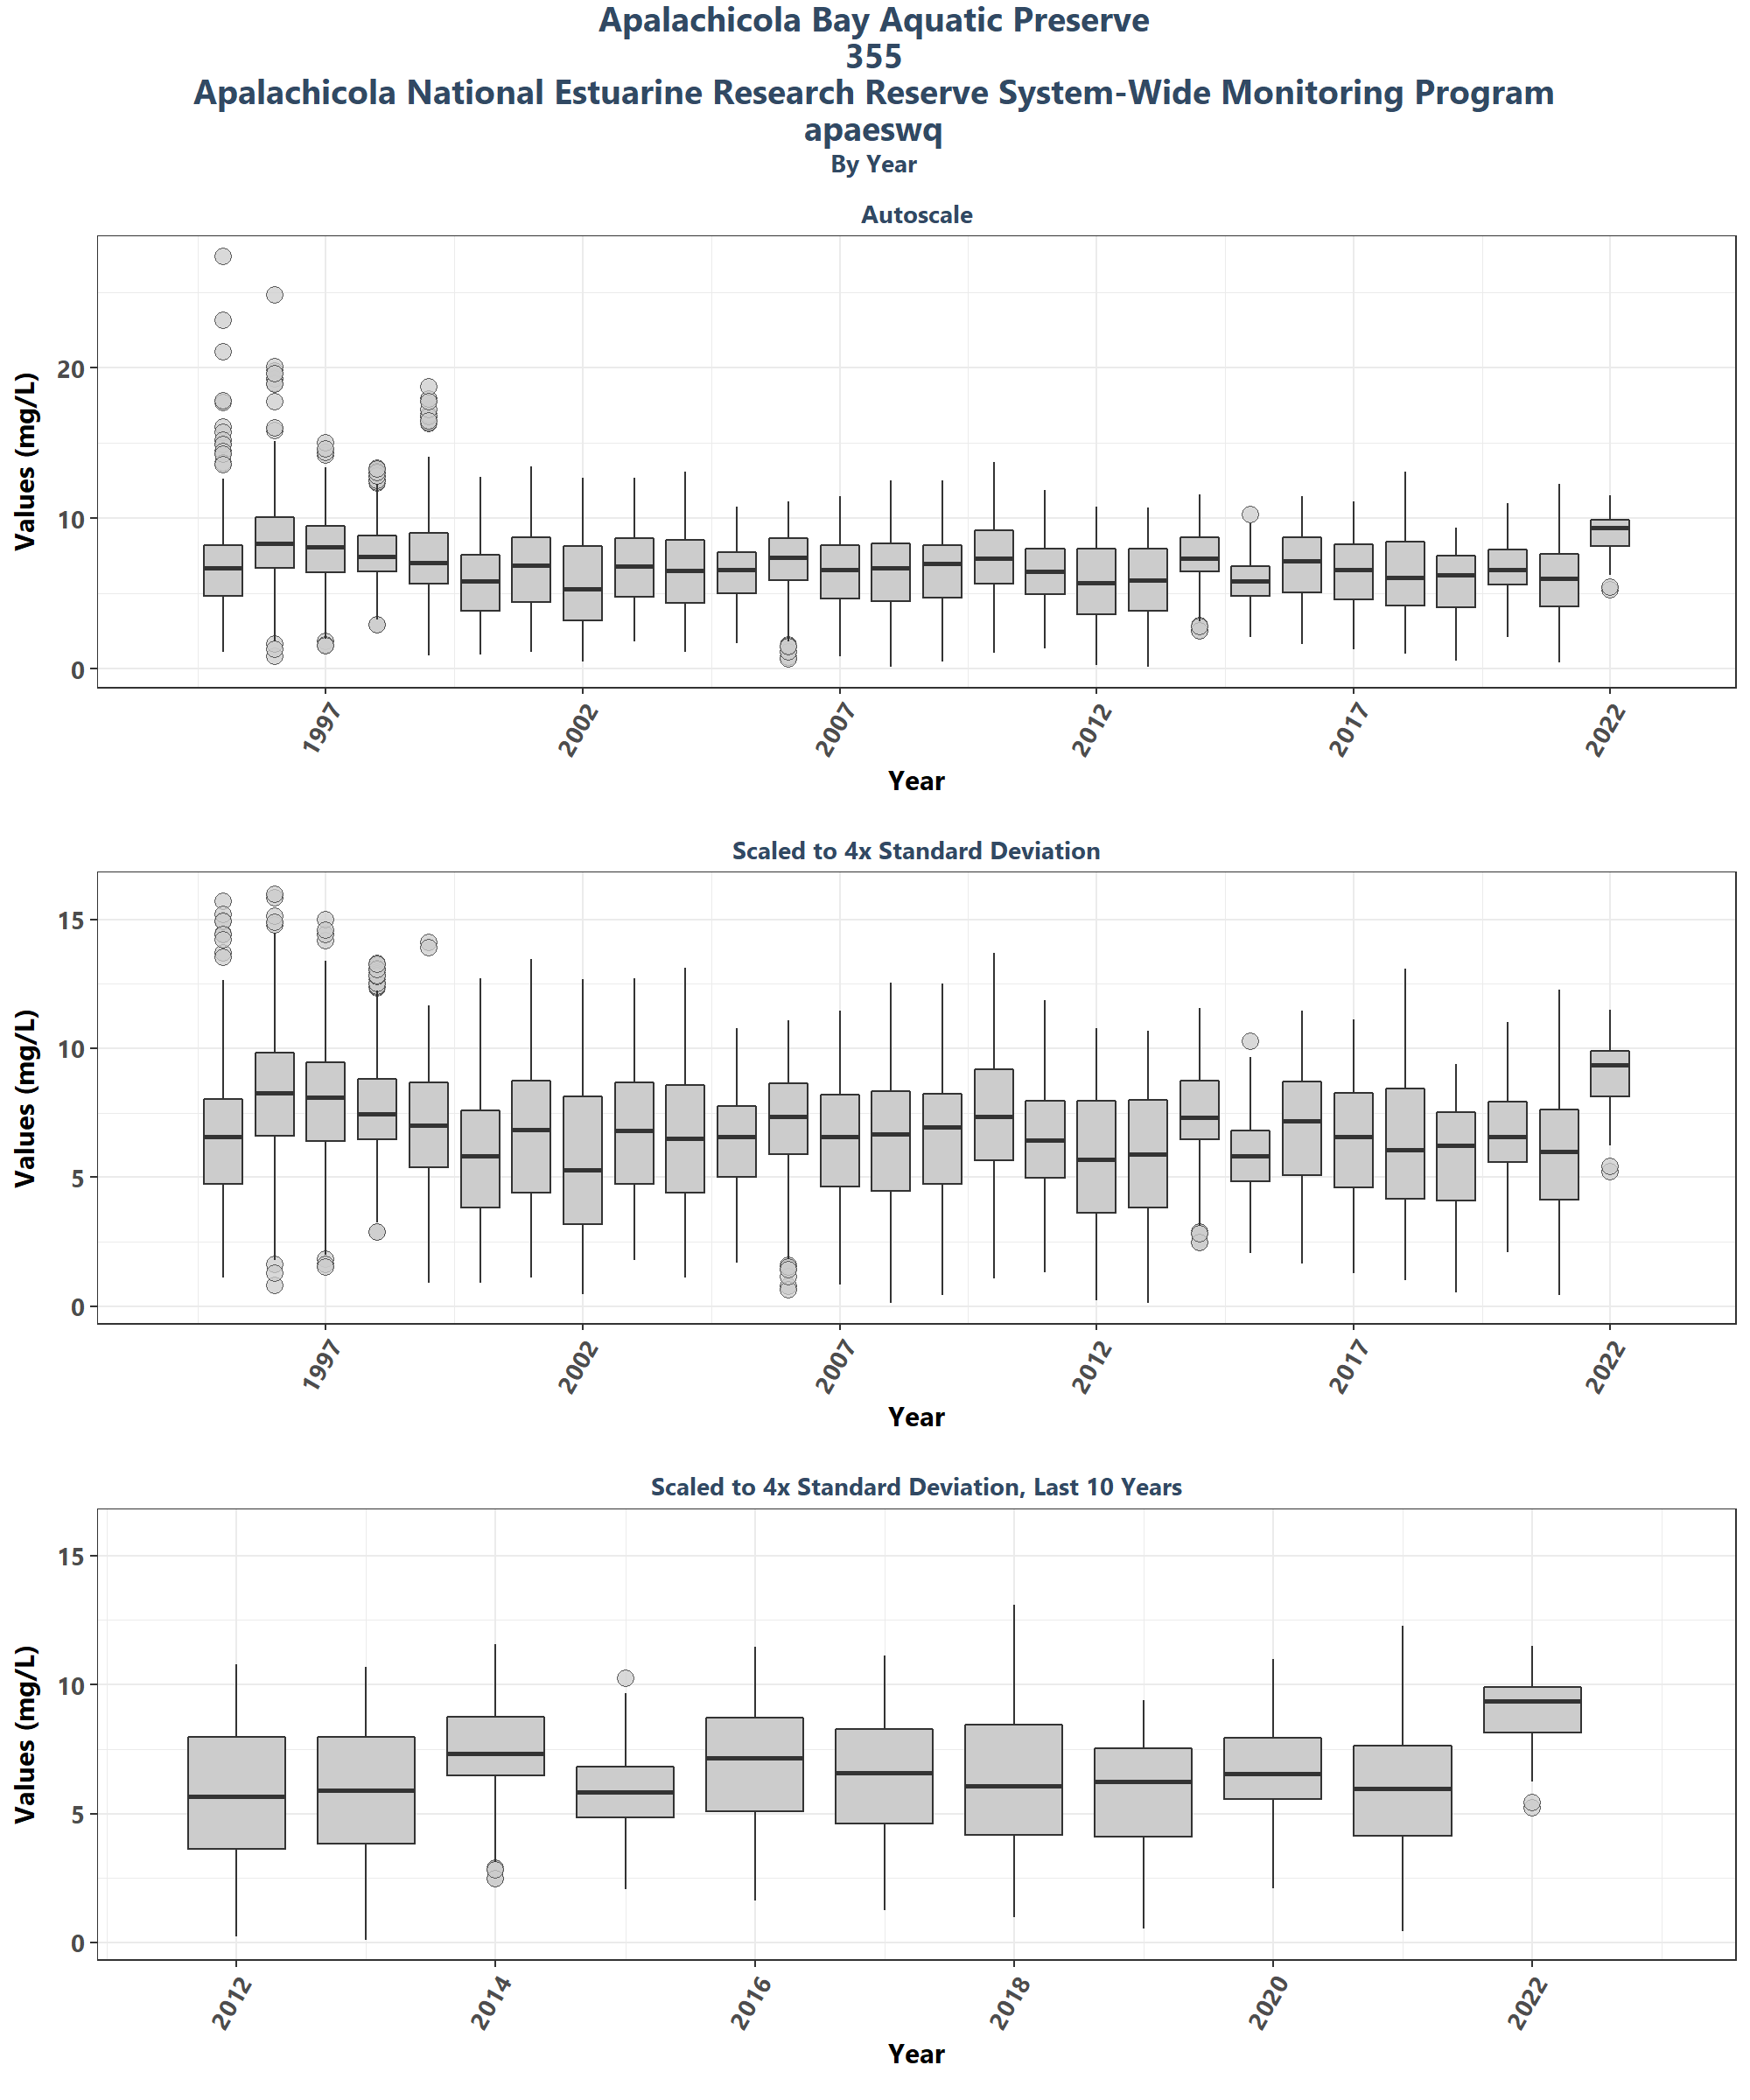 Apalachicola Bay Aquatic Preserve
355
Apalachicola National Estuarine Research Reserve System-Wide Monitoring Program
apaeswq
By Year
Autoscale
Values (mg/L)
20
10
0
1997
2002
2007
2012
2017
2022
Year
Scaled to 4x Standard Deviation
Values (mg/L)
15
10
5
0
1997
2002
2007
2012
2017
2022
Year
Scaled to 4x Standard Deviation, Last 10 Years
Values (mg/L)
15
10
5
0
2012
2014
2016
2018
2020
2022
Year